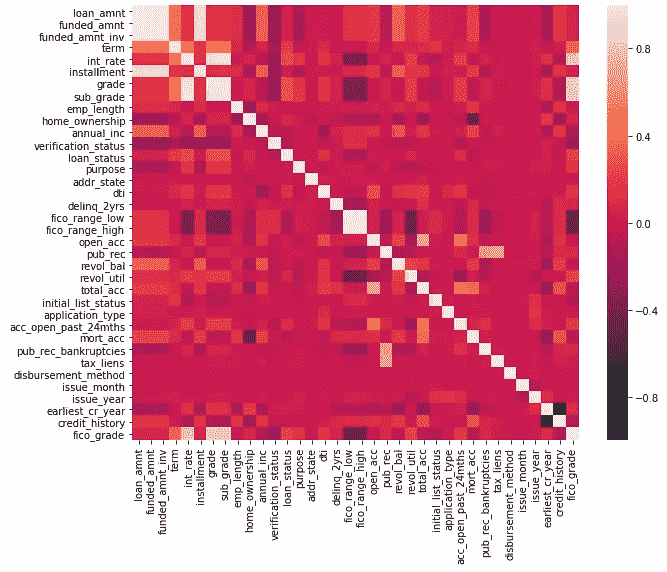 loan_amnt
funded_amnt
funded_amnt_inv
term
int_rate
installment
grade
sub_grade
emp_length
home_ownership
annual_inc
verification_status
loan_status
purpose
addr_state
dti
delinq_2yrs
fico_range_low
fico_range_high
open_acc
pub_rec
revol_bal
revol_util
total_acc
initial_list_status
application_type
acc_open_past_24mths
mort_acc
pub_rec_bankruptcies
tax_liens
disbursement_method
issue_month
issue_year
earliest_cr_year
credit_history
fico_grade
loan_amnt
funded_amnt
funded_amnt_inv
term
int_rate
installment
grade
sub_grade
emp_length
home_ownership
annual_inc
verification_status
loan_status
purpose
addr_state
dti
delinq_2yrs
fico_range_low
fico_range_high
open_acc
pub_rec
revol_bal
revol_util
total_acc
initial_list_status
application_type
acc_open_past_24mths
mort_acc
pub_rec_bankruptcies
tax_liens
disbursement_method
issue_month
issue_year
earliest_cr_year
credit_history
fico_grade
0.8
0.4
0.0
−0.4
−0.8